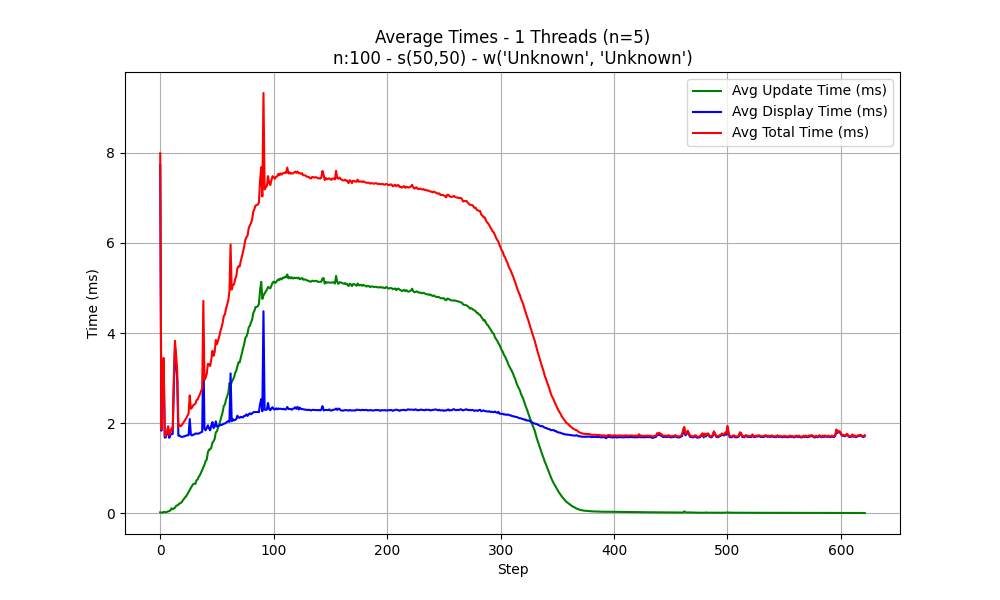 Average Times - 1 Threads (n=5)
n:100 - s(50,50) - w('Unknown', 'Unknown')
Avg Update Time (ms)
Avg Display Time (ms)
Avg Total Time (ms)
Time (ms)
8
6
4
2
0
0 100 200 300 400 500 600
Step